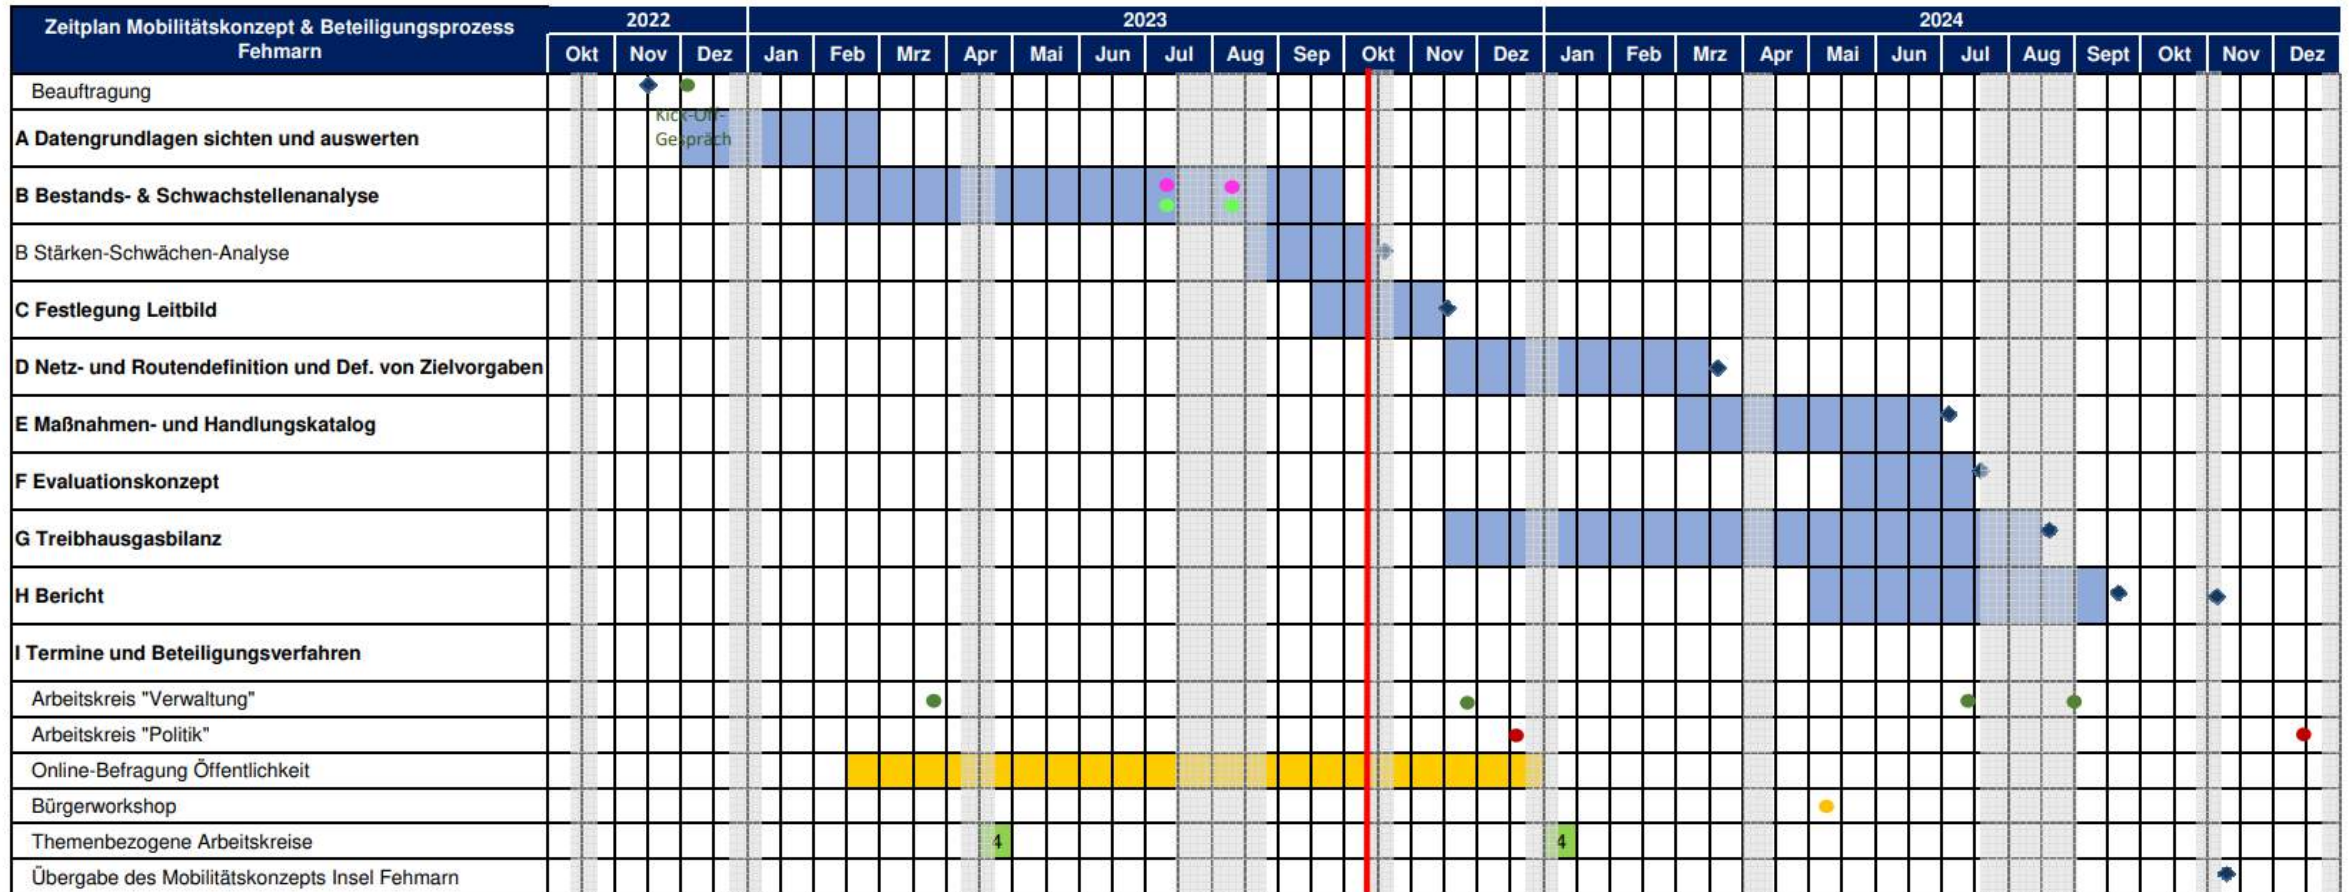 Zeitplan Mobilitätskonzept & Beteiligungsprozess
Fehmarn
2022 2023 2024
Okt Nov Dez Jan Feb Mrz Apr Mai Jun Jul Aug Sep Okt Nov Dez Jan Feb Mrz Apr Mai Jun Jul Aug Sept Okt Nov Dez
Beauftragung
Kick-Off-
Gespräch
A Datengrundlagen sichten und auswerten
B Bestands- & Schwachstellenanalyse
B Stärken-Schwächen-Analyse
C Festlegung Leitbild
D Netz- und Routendefinition und Def. von Zielvorgaben
E Maßnahmen- und Handlungskatalog
F Evaluationskonzept
G Treibhausgasbilanz
H Bericht
I Termine und Beteiligungsverfahren
Arbeitskreis "Verwaltung"
Arbeitskreis "Politik"
Online-Befragung Öffentlichkeit
Bürgerworkshop
Themenbezogene Arbeitskreise 4 4
Übergabe des Mobilitätskonzepts Insel Fehmarn